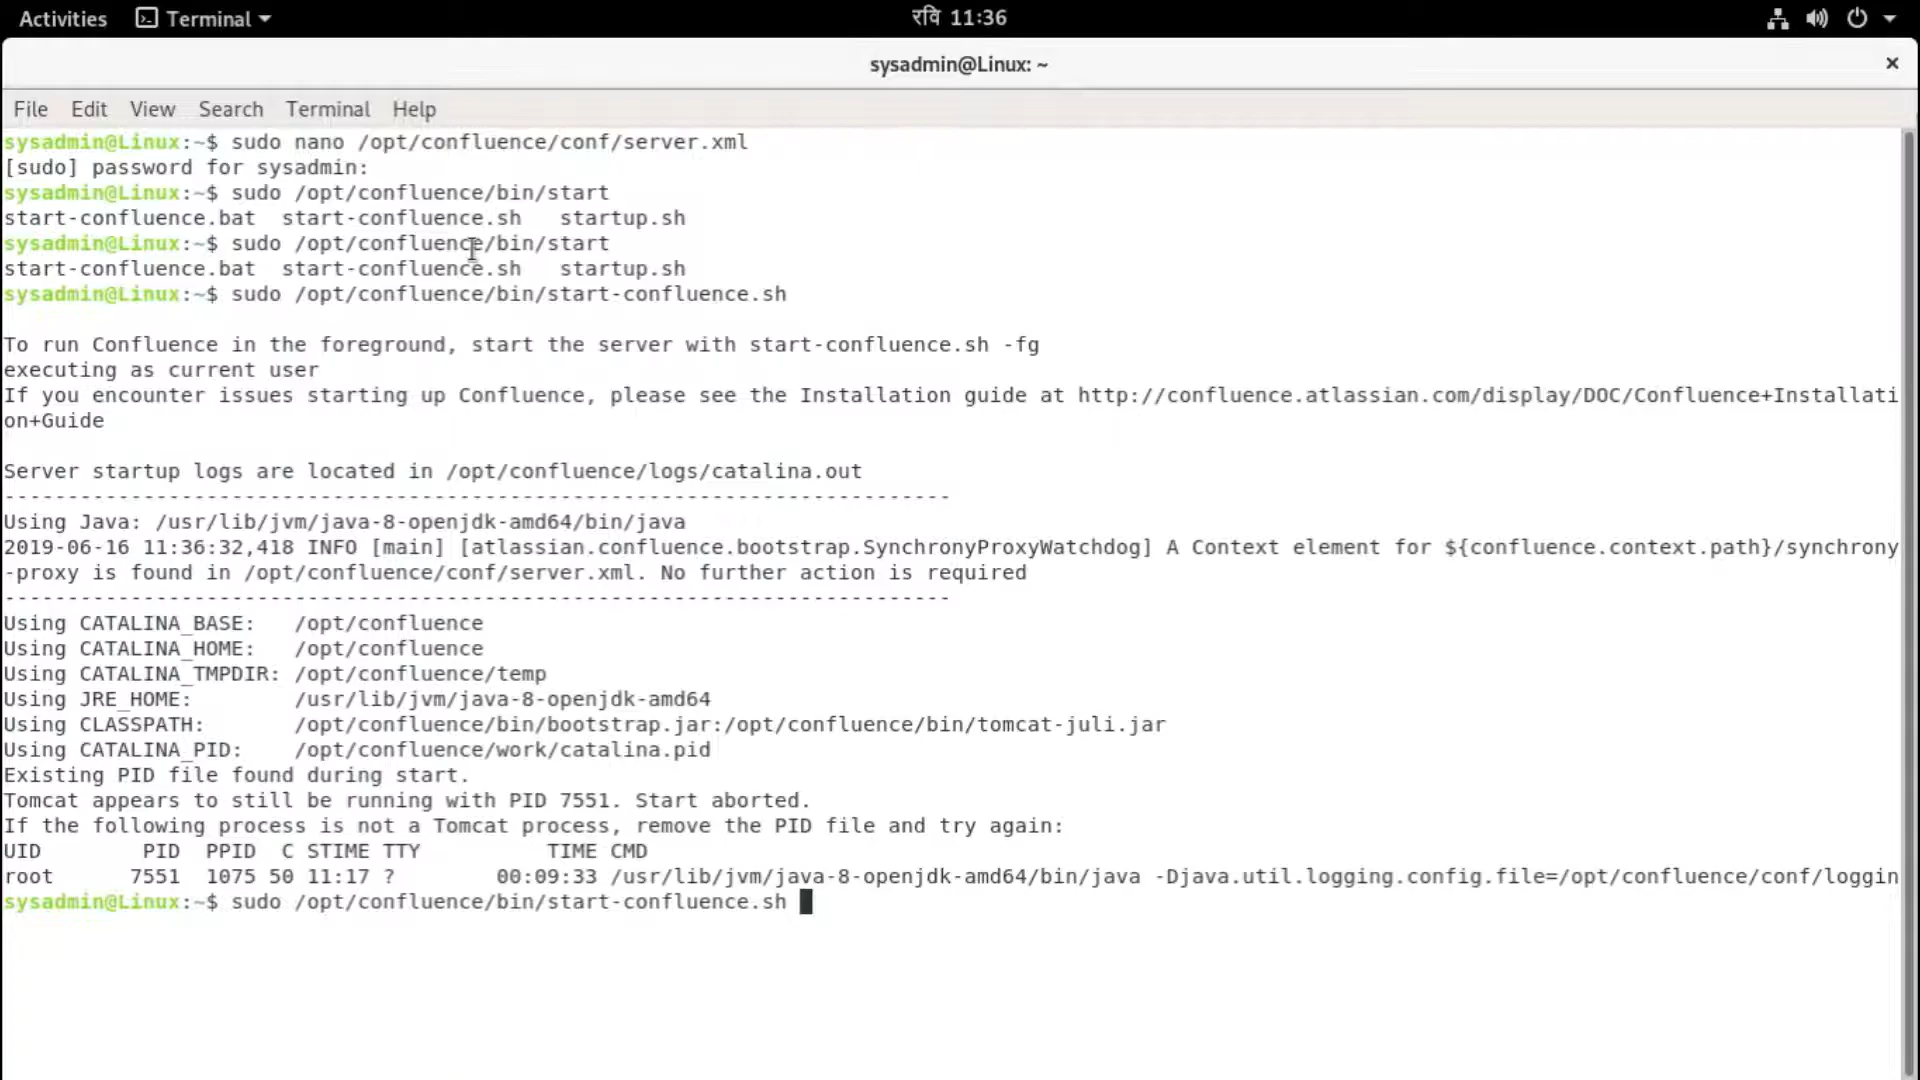 Activities Terminal रवि 11:36
sysadmin@Linux: ~
File Edit View Search Terminal Help
sysadmin@Linux:~$ sudo nano /opt/confluence/conf/server.xml
[sudo] password for sysadmin:
sysadmin@Linux:~$ sudo /opt/confluence/bin/start
start-confluence.bat  start-confluence.sh   startup.sh
sysadmin@Linux:~$ sudo /opt/confluence/bin/start
start-confluence.bat  start-confluence.sh   startup.sh
sysadmin@Linux:~$ sudo /opt/confluence/bin/start-confluence.sh
To run Confluence in the foreground, start the server with start-confluence.sh -fg
executing as current user
If you encounter issues starting up Confluence, please see the Installation guide at http://confluence.atlassian.com/display/DOC/Confluence+Installati
on+Guide
Server startup logs are located in /opt/confluence/logs/catalina.out
---------------------------------------------------------------------------
Using Java: /usr/lib/jvm/java-8-openjdk-amd64/bin/java
2019-06-16 11:36:32,418 INFO [main] [atlassian.confluence.bootstrap.SynchronyProxyWatchdog] A Context element for ${confluence.context.path}/synchrony
-proxy is found in /opt/confluence/conf/server.xml. No further action is required
---------------------------------------------------------------------------
Using CATALINA_BASE:   /opt/confluence
Using CATALINA_HOME:   /opt/confluence
Using CATALINA_TMPDIR: /opt/confluence/temp
Using JRE_HOME:        /usr/lib/jvm/java-8-openjdk-amd64
Using CLASSPATH:       /opt/confluence/bin/bootstrap.jar:/opt/confluence/bin/tomcat-juli.jar
Using CATALINA_PID:    /opt/confluence/work/catalina.pid
Existing PID file found during start.
Tomcat appears to still be running with PID 7551. Start aborted.
If the following process is not a Tomcat process, remove the PID file and try again:
UID        PID  PPID  C STIME TTY          TIME CMD
root      7551  1075 50 11:17 ?        00:09:33 /usr/lib/jvm/java-8-openjdk-amd64/bin/java -Djava.util.logging.config.file=/opt/confluence/conf/loggin
sysadmin@Linux:~$ sudo /opt/confluence/bin/start-confluence.sh